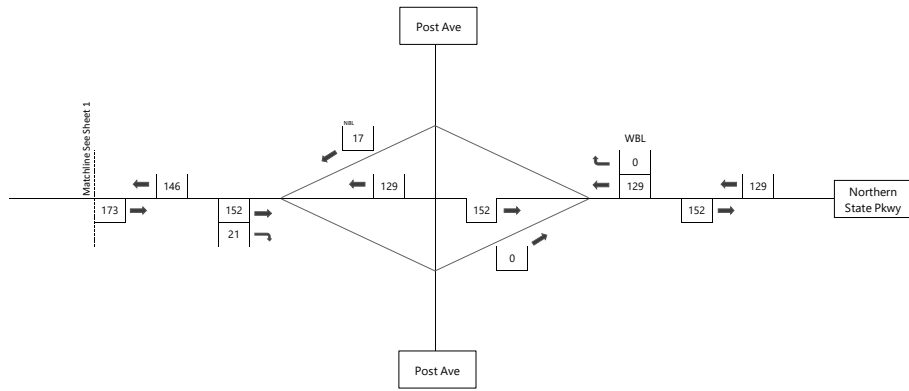 Post Ave
Matchline See Sheet 1
NBL
17
WBL
0
146
129
129
129
Northern
State Pkwy
173
152
152
152
21
0
Post Ave